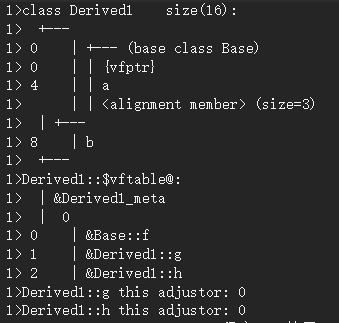 1>class Derived1    size(16):
1>  +---
1> 0     | +--- (base class Base)
1> 0     | | {vfptr}
1> 4     | | a
1>       | | <alignment member> (size=3)
1>   | +---
1> 8     | b
1>  +---
1>Derived1::$vftable@:
1>   | &Derived1_meta
1>   |  0
1> 0     | &Base::f
1> 1     | &Derived1::g
1> 2     | &Derived1::h
1>Derived1::g this adjustor: 0
1>Derived1::h this adjustor: 0